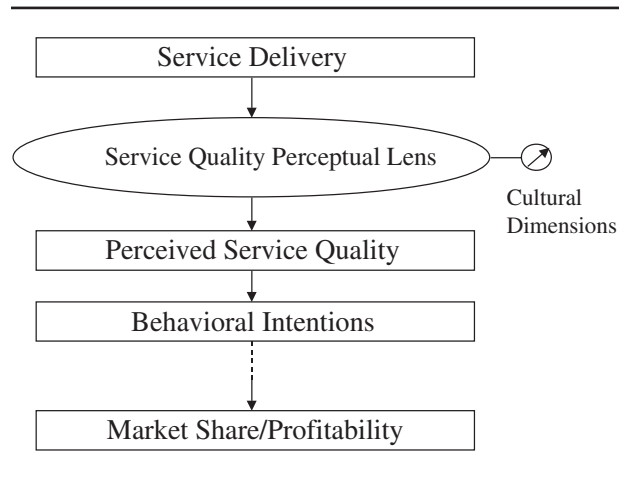 Service Delivery
Service Quality Perceptual Lens
Cultural
Dimensions
Perceived Service Quality
Behavioral Intentions
Market Share/Profitability